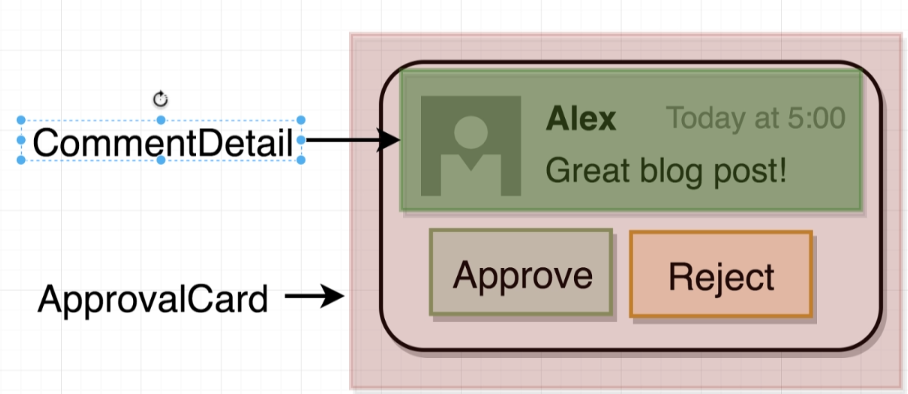 CommentDetail
Alex
Today at 5:00
Great blog post!
Approve
Reject
ApprovalCard